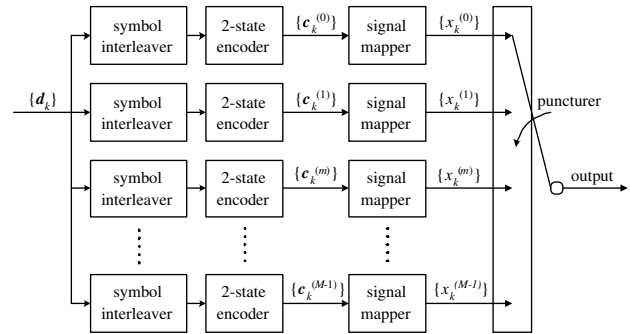 symbol interleaver 2-state encoder {c_k^(0)} signal mapper {x_k^(0)}
{d_k} symbol interleaver 2-state encoder {c_k^(1)} signal mapper {x_k^(1)} puncturer
symbol interleaver 2-state encoder {c_k^(m)} signal mapper {x_k^(m)} output
symbol interleaver 2-state encoder {c_k^(M-1)} signal mapper {x_k^(M-1)}